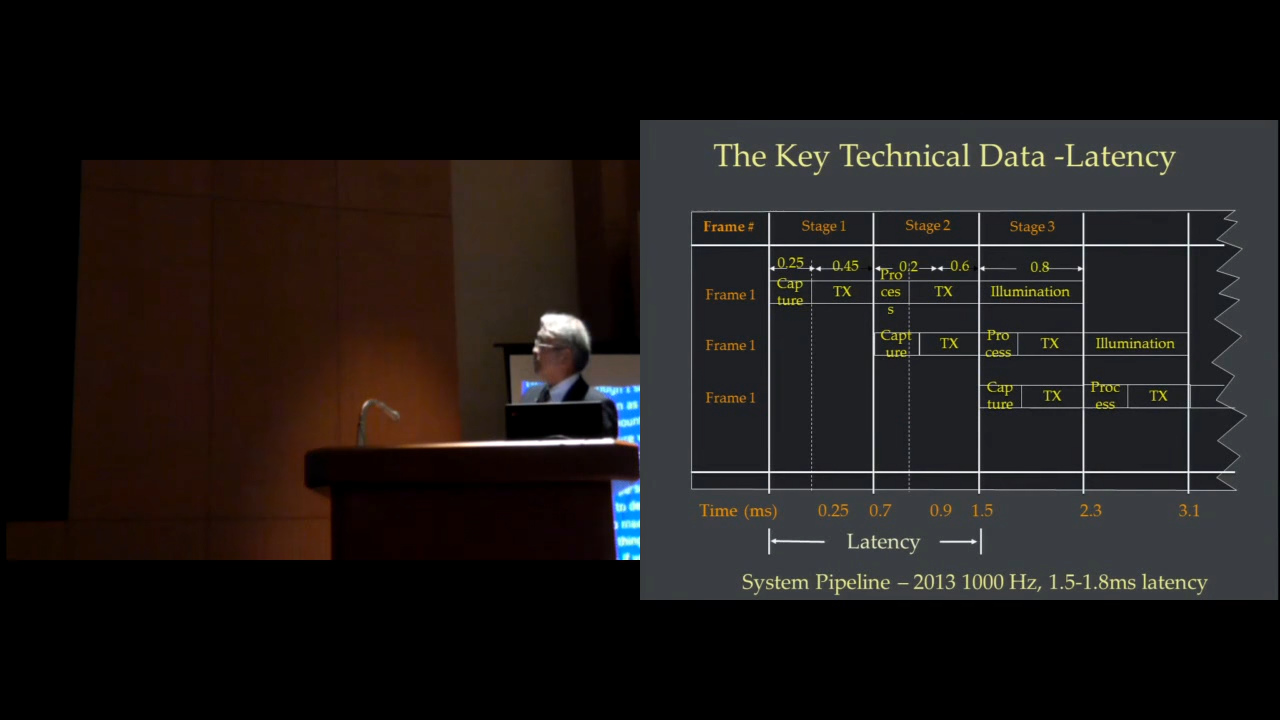 The Key Technical Data -Latency
Frame # Stage 1 Stage 2 Stage 3
0.25 0.45 0.2 0.6 0.8
Frame 1 Cap ture TX Pro ces s TX Illumination
Frame 1 Capt ure TX Pro cess TX Illumination
Frame 1 Cap ture TX Proc ess TX
Time (ms) 0.25 0.7 0.9 1.5 2.3 3.1
Latency
System Pipeline – 2013 1000 Hz, 1.5-1.8ms latency